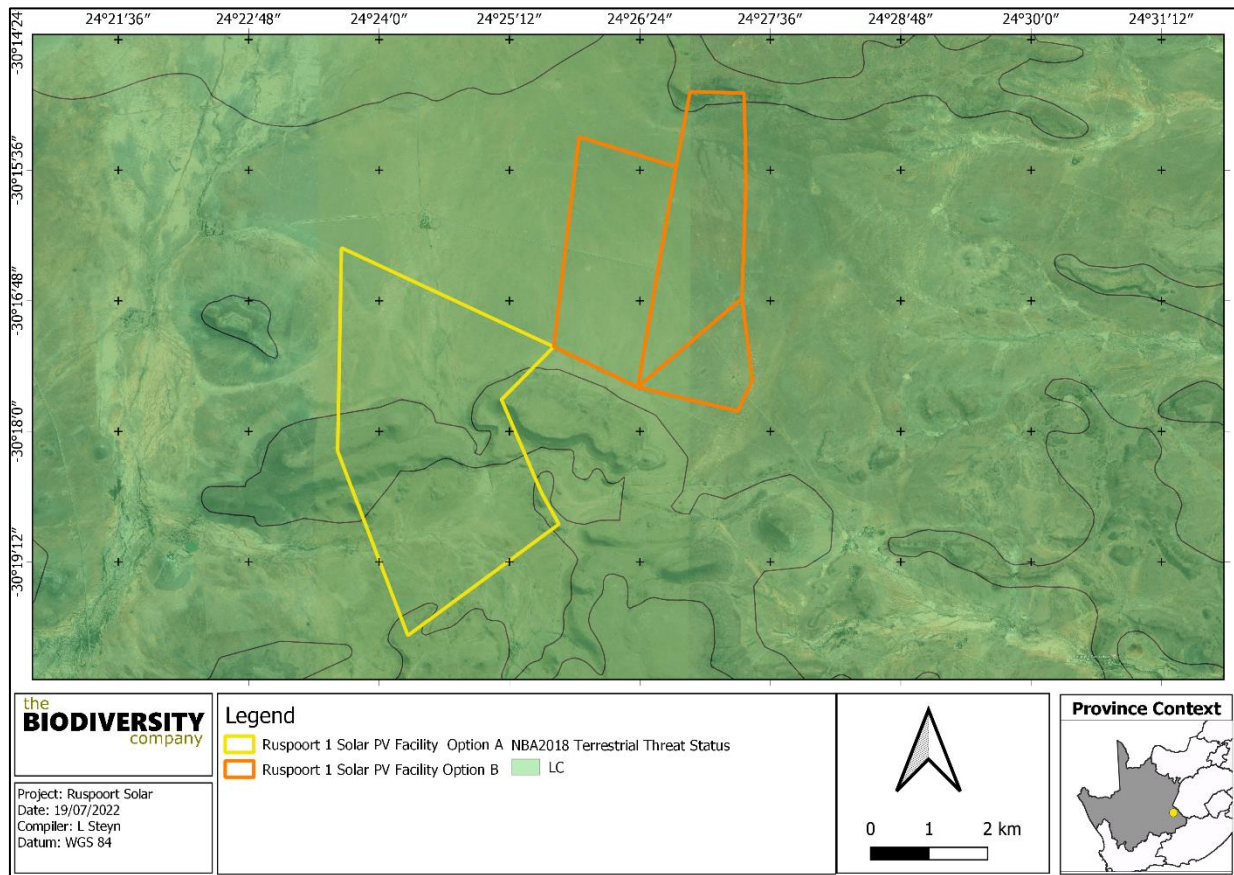 24°21'36" 24°22'48" 24°24'0" 24°25'12" 24°26'24" 24°27'36" 24°28'48" 24°30'0" 24°31'12"
-30°14'24"
-30°15'36"
-30°16'48"
-30°18'0"
-30°19'12"
the
BIODIVERSITY
company
Project: Ruspoort Solar
Date: 19/07/2022
Compiler: L Steyn
Datum: WGS 84
Legend
Ruspoort 1 Solar PV Facility Option A
Ruspoort 1 Solar PV Facility Option B
NBA2018 Terrestrial Threat Status
LC
0 1 2 km
Province Context